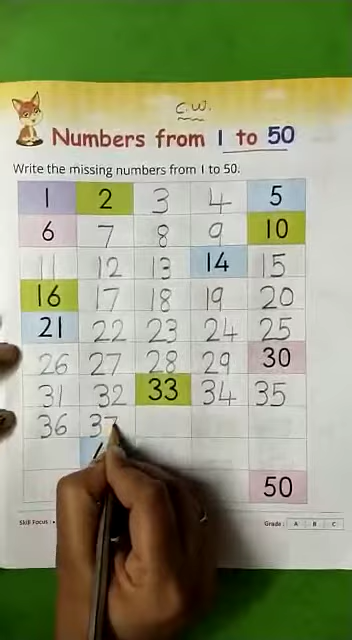 C.W.
Numbers from 1 to 50
Write the missing numbers from 1 to 50.
1 2 3 4 5
6 7 8 9 10
11 12 13 14 15
16 17 18 19 20
21 22 23 24 25
26 27 28 29 30
31 32 33 34 35
36 37
50
Skill Focus :
Grade : A B C